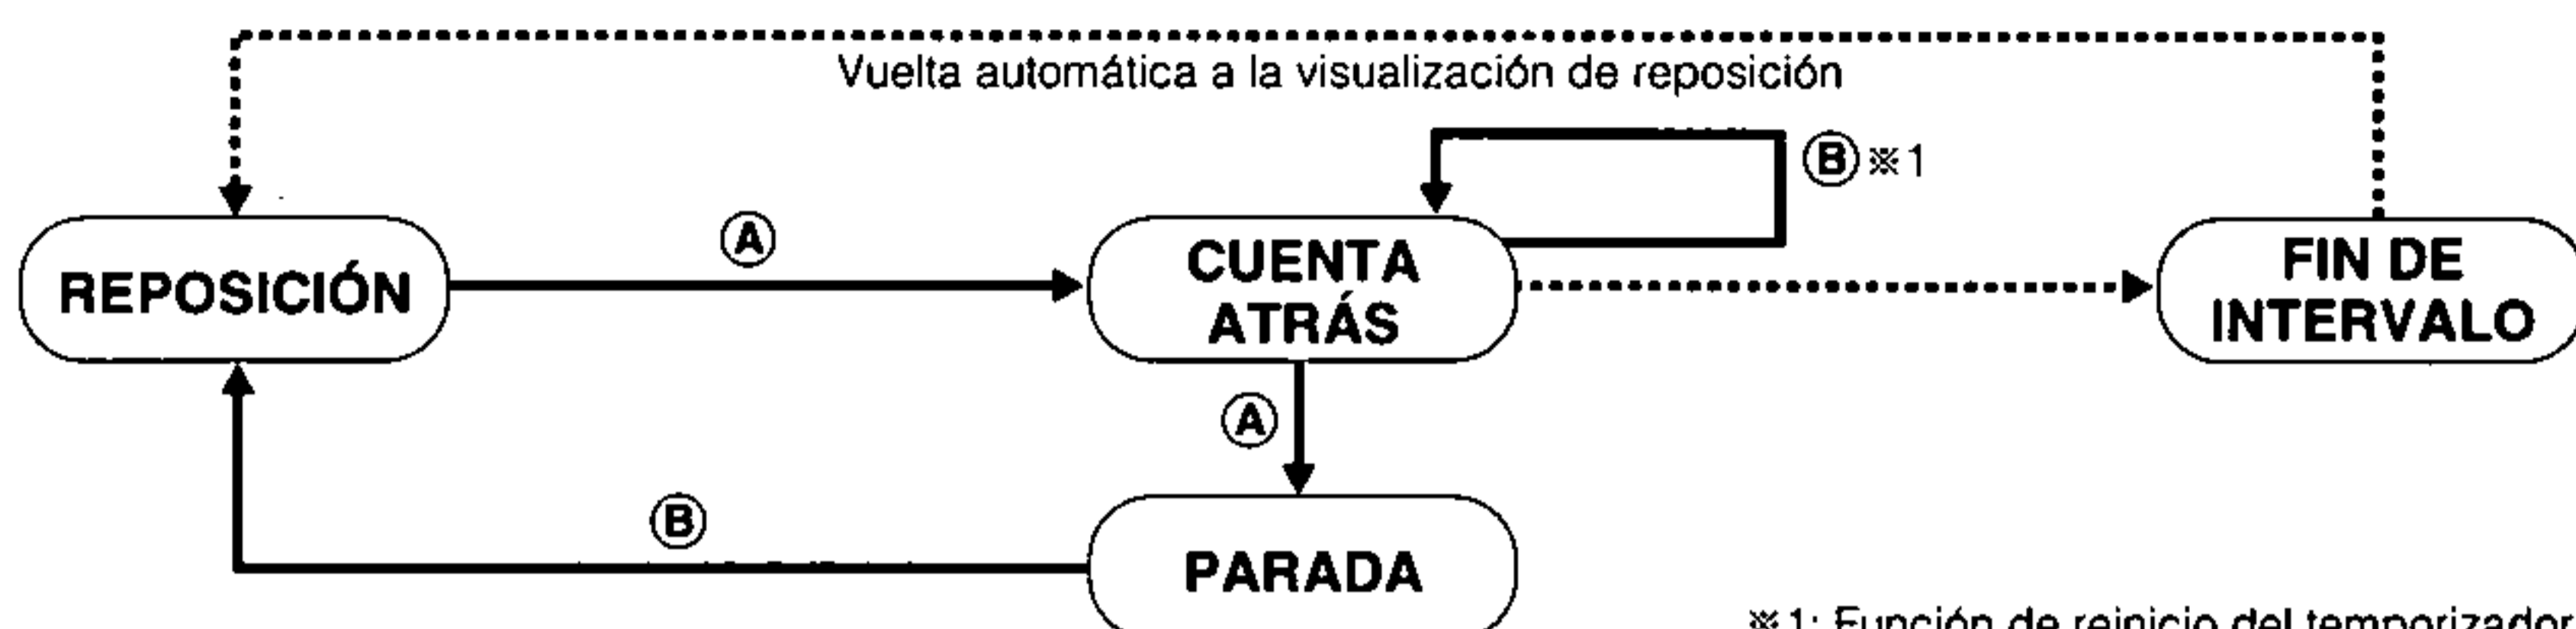 Vuelta automática a la visualización de reposición
Ⓑ※1
Ⓐ
REPOSICIÓN
CUENTA
ATRÁS
FIN DE
INTERVALO
Ⓐ
Ⓑ
PARADA
※1: Función de reinicio del temporizador